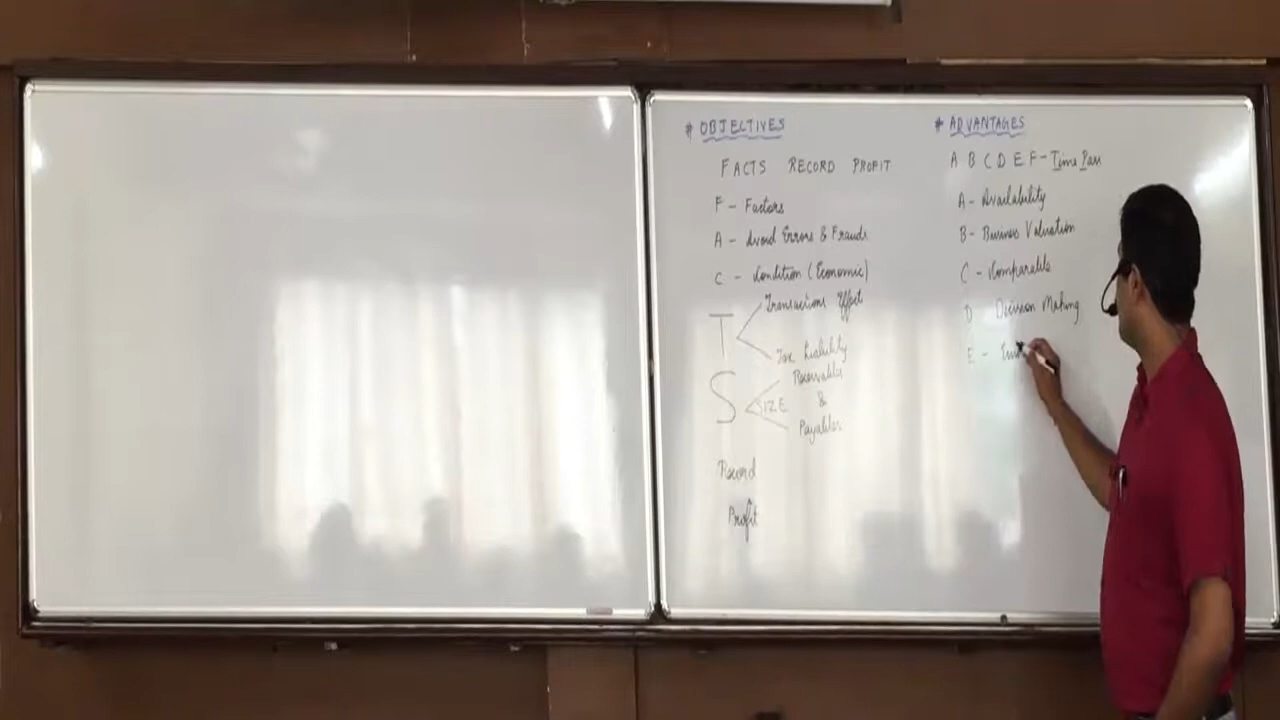 # OBJECTIVES
FACTS RECORD PROFIT
F - Factors
A - Avoid Errors & Frauds
C - Condition (Economic)
T
Transactions Effect
Tax Liability
S
SIZE
Receivables
&
Payables
Record
Profit
# ADVANTAGES
A B C D E F - Time Pass
A - Availability
B - Business Valuation
C - Comparable
D Decision Making
E -